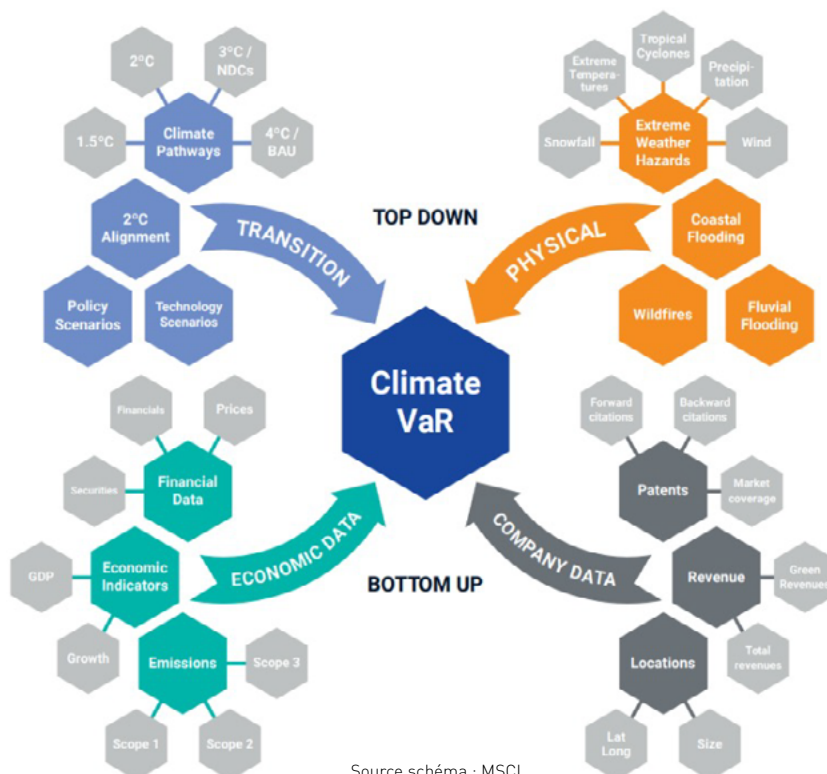 2°C
3°C /
NDCs
1.5°C
Climate
Pathways
4°C /
BAU
2°C
Alignment
Policy
Scenarios
Technology
Scenarios
TRANSITION
TOP DOWN
Tropical
Cyclones
Extreme
Tempera-
tures
Precipi-
tation
Snowfall
Extreme
Weather
Hazards
Wind
PHYSICAL
Coastal
Flooding
Wildfires
Fluvial
Flooding
Climate
VaR
Financials
Prices
Securities
Financial
Data
GDP
Economic
Indicators
Growth
Emissions
Scope 3
Scope 1
Scope 2
ECONOMIC DATA
BOTTOM UP
Forward
citations
Backward
citations
Patents
Market
coverage
COMPANY DATA
Revenue
Green
Revenues
Locations
Total
revenues
Lat
Long
Size
Source schéma : MSCI